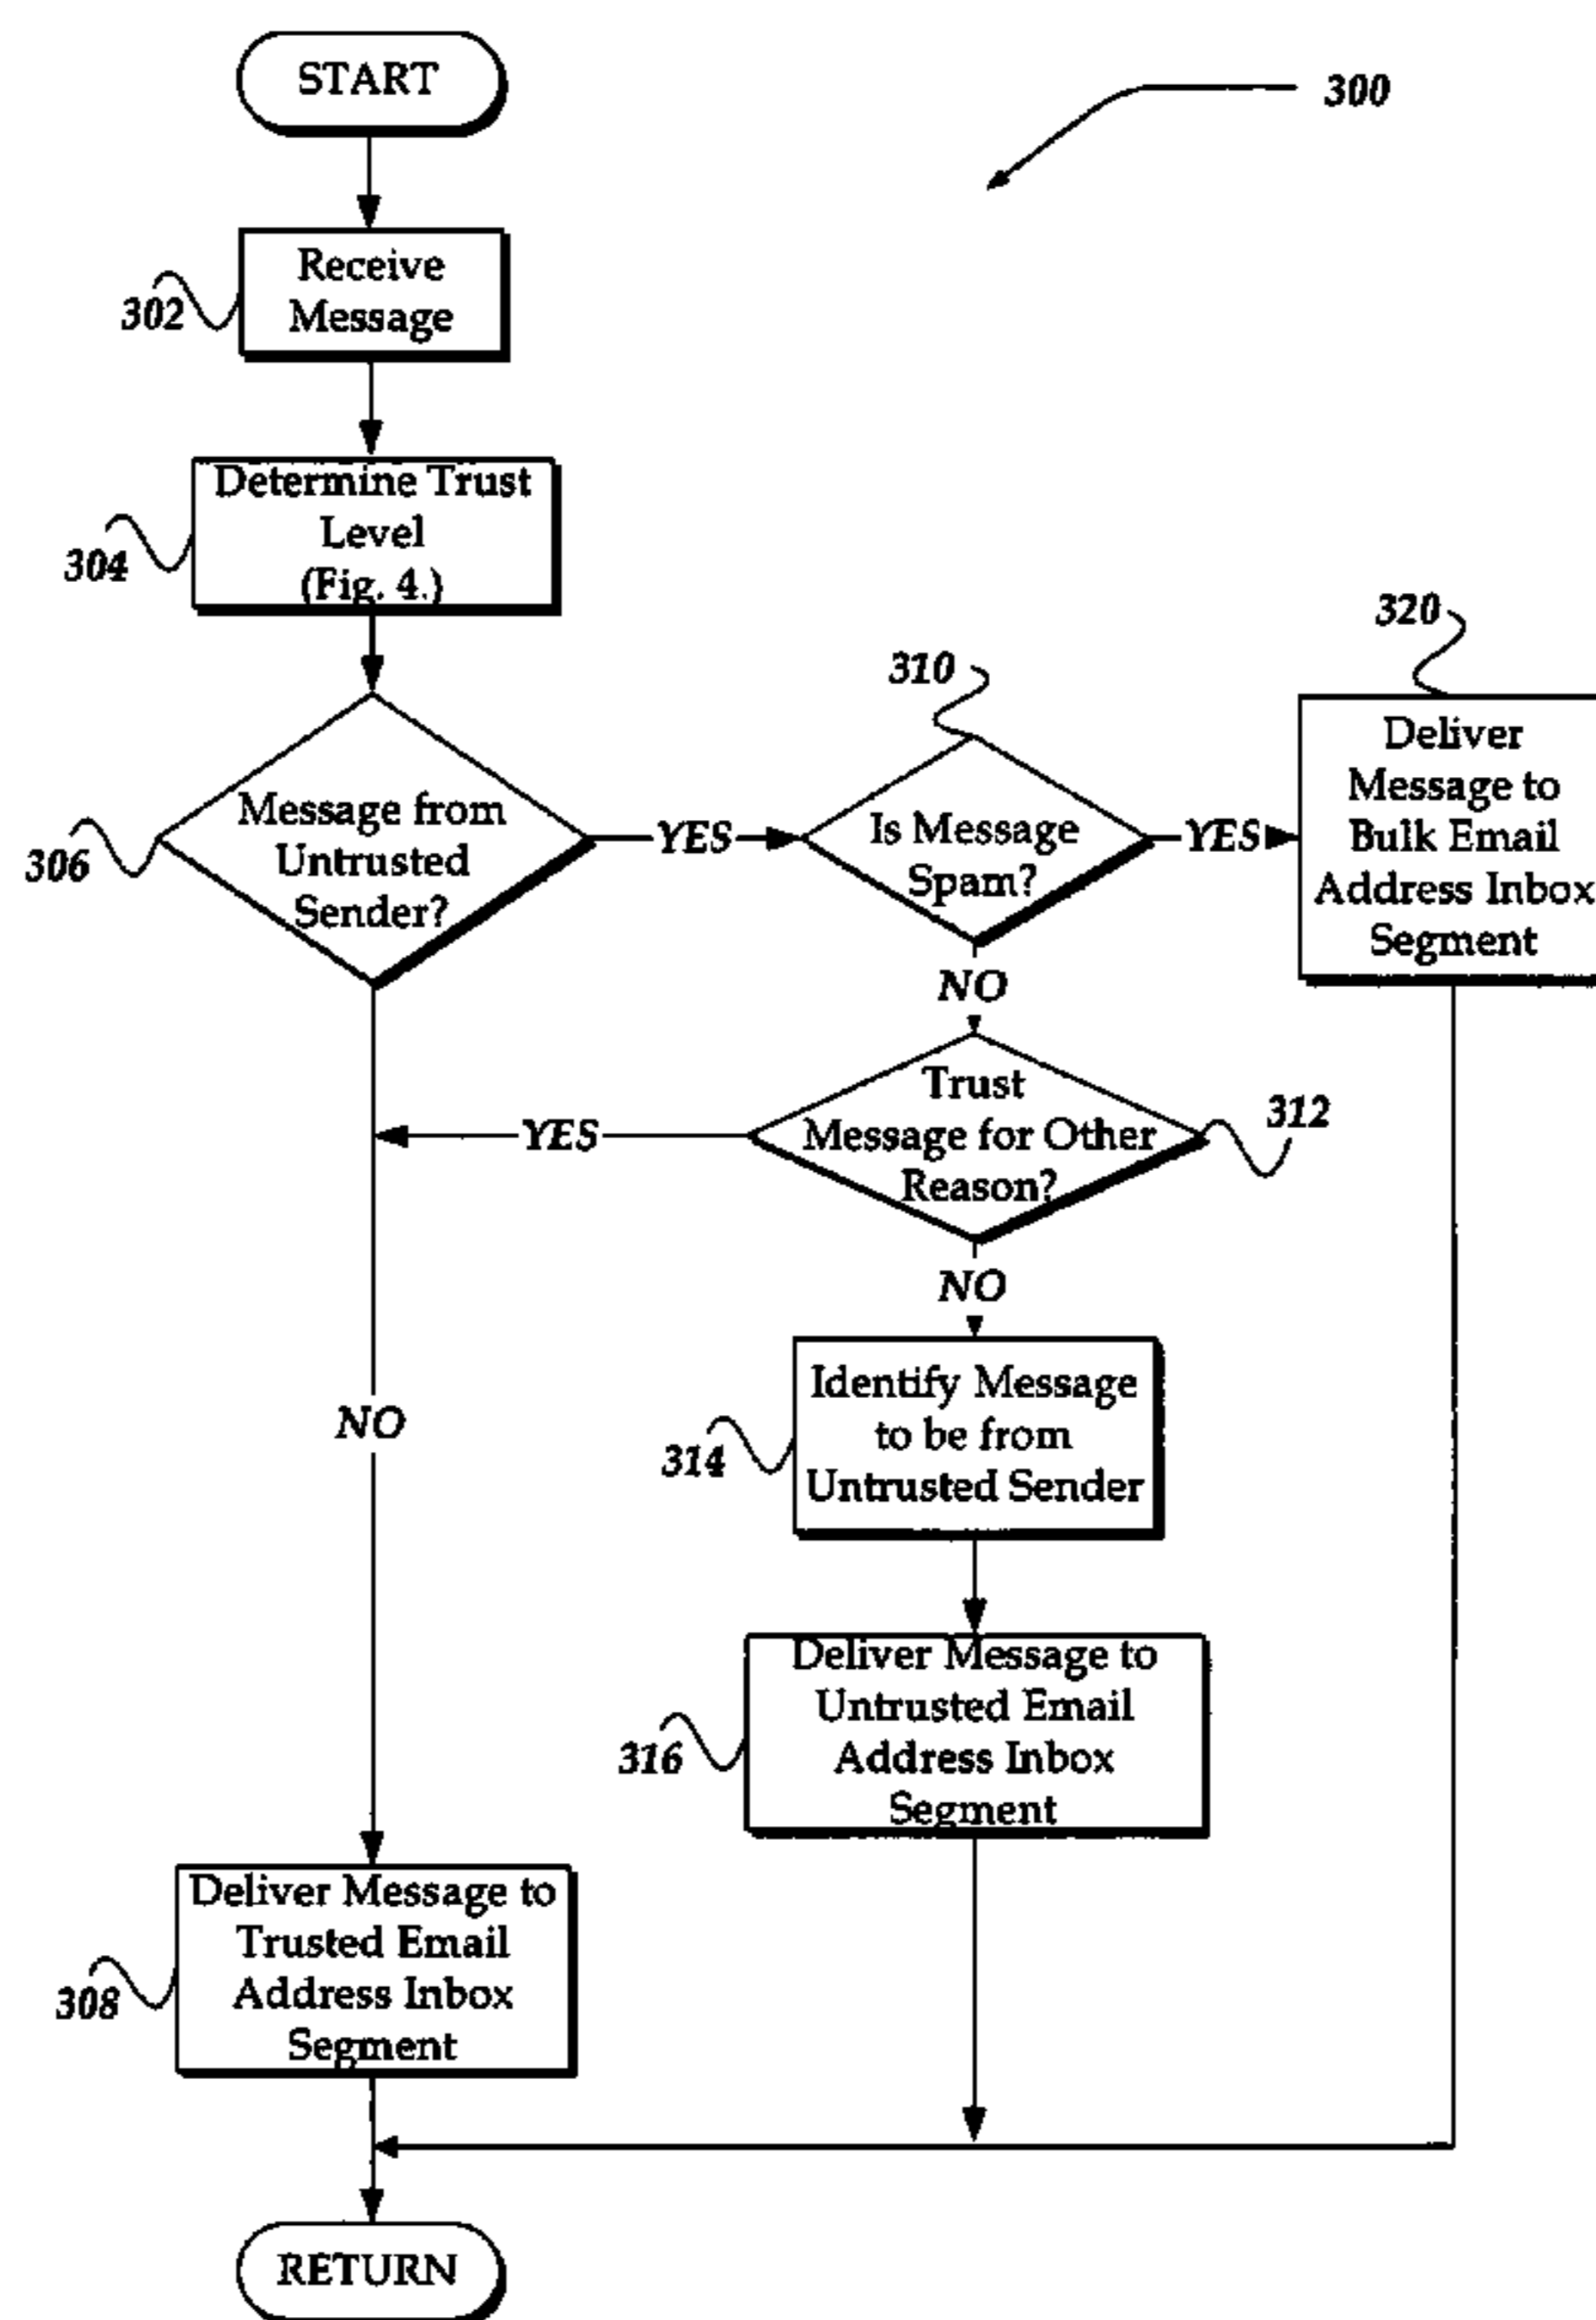 START
300
Receive
Message
302
Determine Trust
Level
(Fig. 4.)
304
320
310
Deliver
Message to
Bulk Email
Address Inbox
Segment
Message from
Untrusted
Sender?
306
YES
Is Message
Spam?
YES
NO
Trust
Message for Other
Reason?
312
YES
NO
Identify Message
to be from
Untrusted Sender
314
NO
Deliver Message to
Untrusted Email
Address Inbox
Segment
316
Deliver Message to
Trusted Email
Address Inbox
Segment
308
RETURN